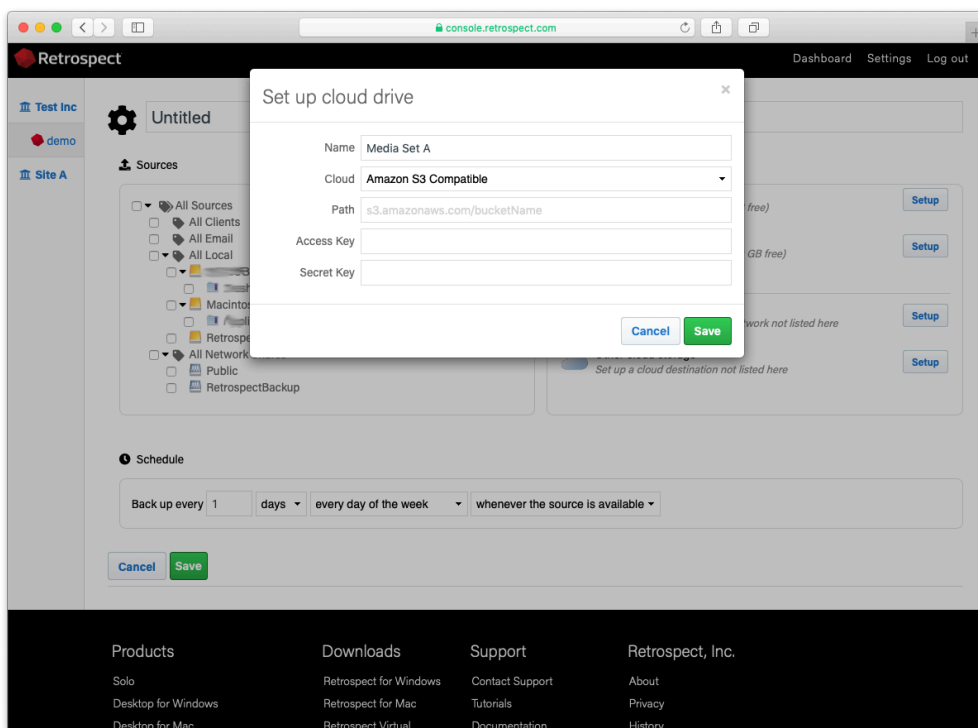 console.retrospect.com
Retrospect
Dashboard Settings Log out
Test Inc
demo
Site A
Untitled
Sources
All Sources
All Clients
All Email
All Local
Macintos
Retrospe
All Network
Public
RetrospectBackup
free)
Setup
GB free)
Setup
work not listed here
Setup
Set up a cloud destination not listed here
Setup
Set up cloud drive
×
Name Media Set A
Cloud Amazon S3 Compatible
Path s3.amazonaws.com/bucketName
Access Key
Secret Key
Cancel Save
Schedule
Back up every 1 days every day of the week whenever the source is available
Cancel Save
Products Downloads Support Retrospect, Inc.
Solo Retrospect for Windows Contact Support About
Desktop for Windows Retrospect for Mac Tutorials Privacy
Desktop for Mac Retrospect Virtual Documentation History